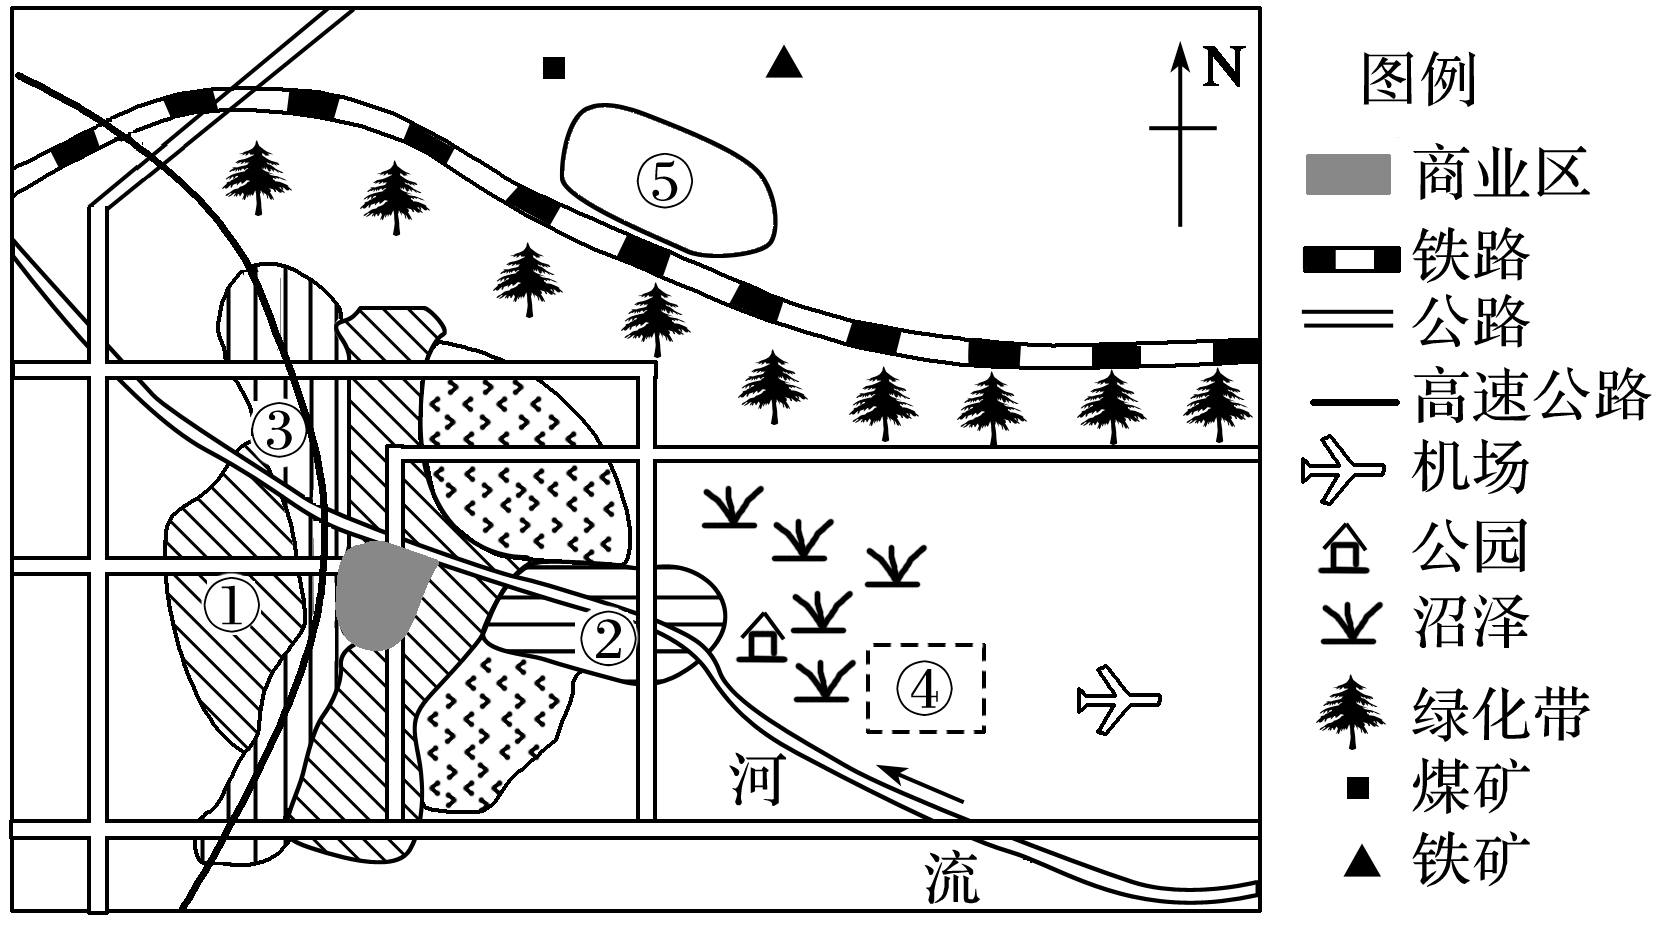 N
⑤
③
①
②
④
河
流
图例
商业区
铁路
公路
高速公路
机场
公园
沼泽
绿化带
煤矿
铁矿